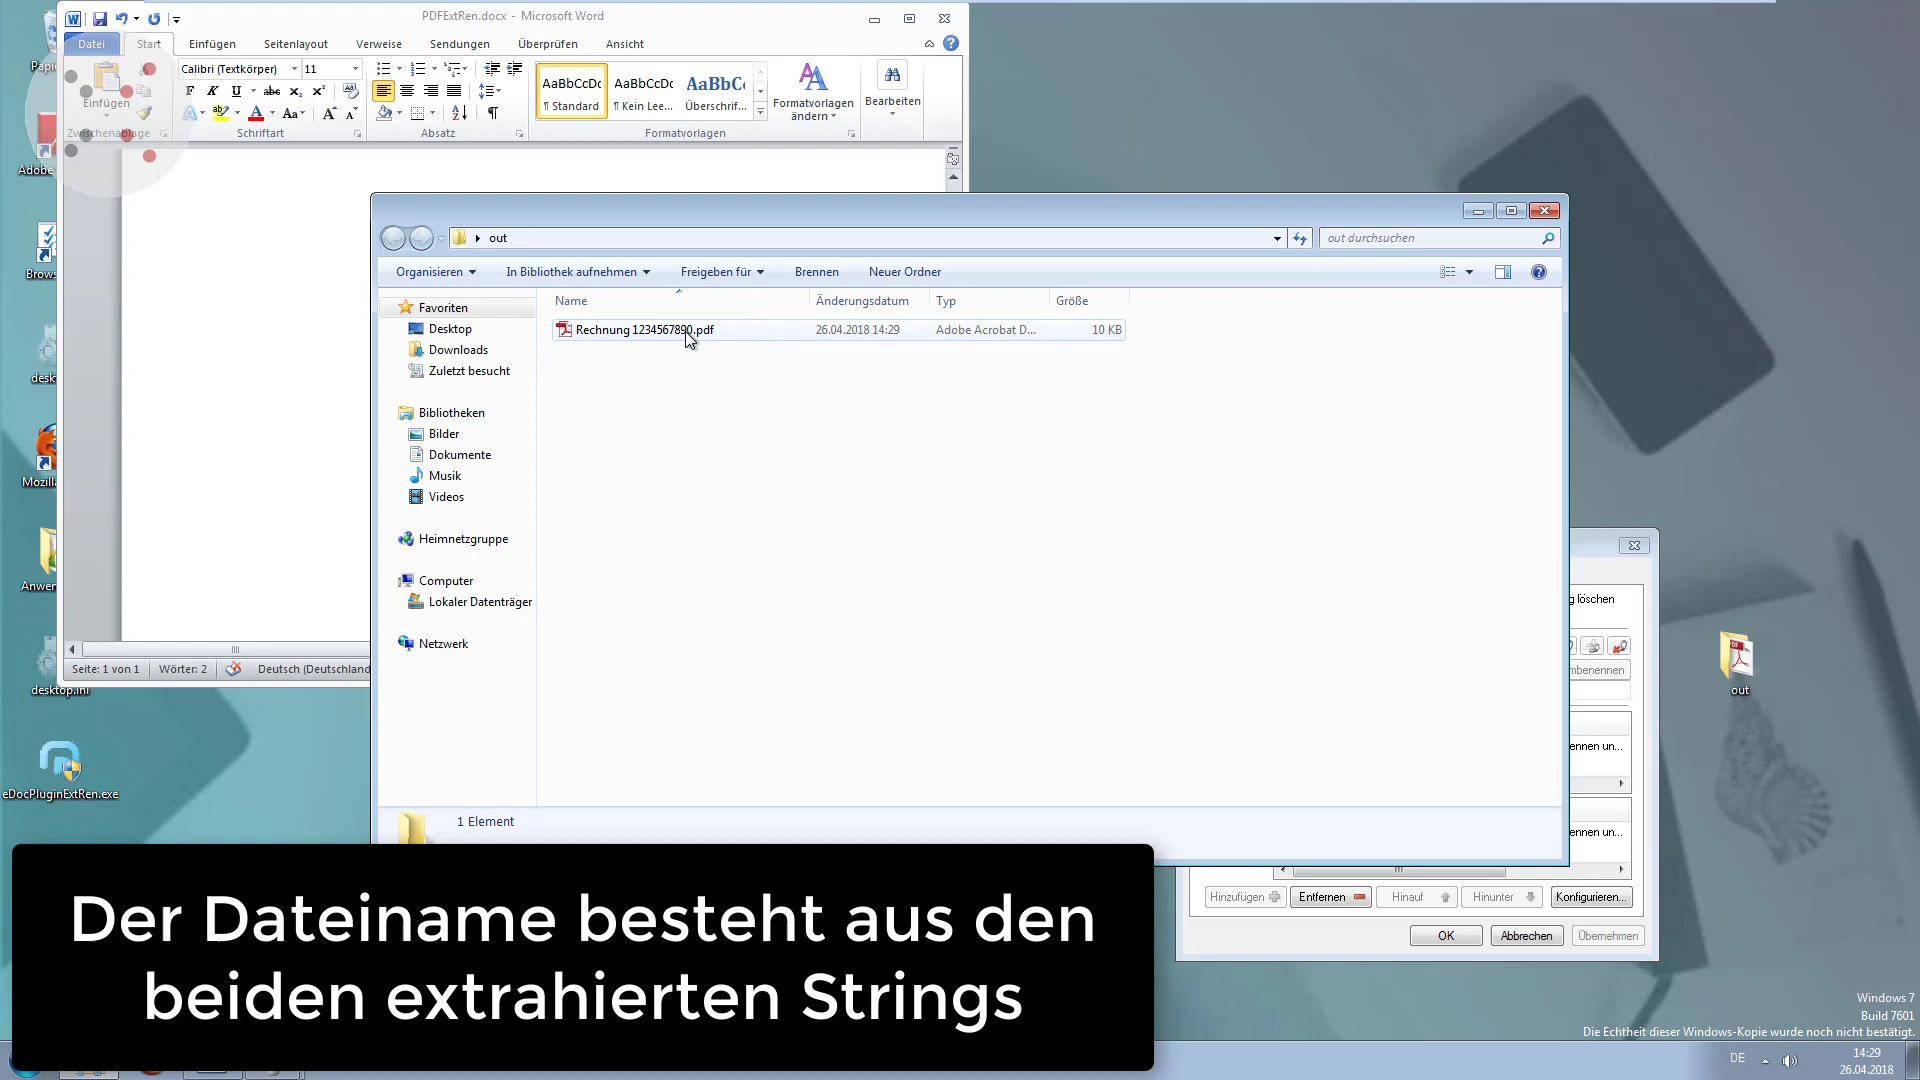 PDFExtRen.docx - Microsoft Word
Datei
Start
Einfügen
Seitenlayout
Verweise
Sendungen
Überprüfen
Ansicht
Calibri (Textkörper)
11
Einfügen
Zwischenablage
Schriftart
Absatz
AaBbCcDc
¶ Standard
AaBbCcDc
¶ Kein Lee...
AaBbC
Überschrif...
Formatvorlagen
ändern
Bearbeiten
Formatvorlagen
Adobe
Brows
desk
Mozill
Anwe
desktop.ini
eDocPluginExtRen.exe
out
out durchsuchen
Organisieren
In Bibliothek aufnehmen
Freigeben für
Brennen
Neuer Ordner
Name
Änderungsdatum
Typ
Größe
Rechnung 1234567890.pdf
26.04.2018 14:29
Adobe Acrobat D...
10 KB
Favoriten
Desktop
Downloads
Zuletzt besucht
Bibliotheken
Bilder
Dokumente
Musik
Videos
Heimnetzgruppe
Computer
Lokaler Datenträger
Netzwerk
1 Element
Seite: 1 von 1
Wörter: 2
Deutsch (Deutschland
g löschen
mbenennen
ennen un...
ennen un...
Hinzufügen
Entfernen
Hinauf
Hinunter
Konfigurieren...
OK
Abbrechen
Übernehmen
out
Der Dateiname besteht aus den
beiden extrahierten Strings
Windows 7
Build 7601
Die Echtheit dieser Windows-Kopie wurde noch nicht bestätigt.
DE
14:29
26.04.2018